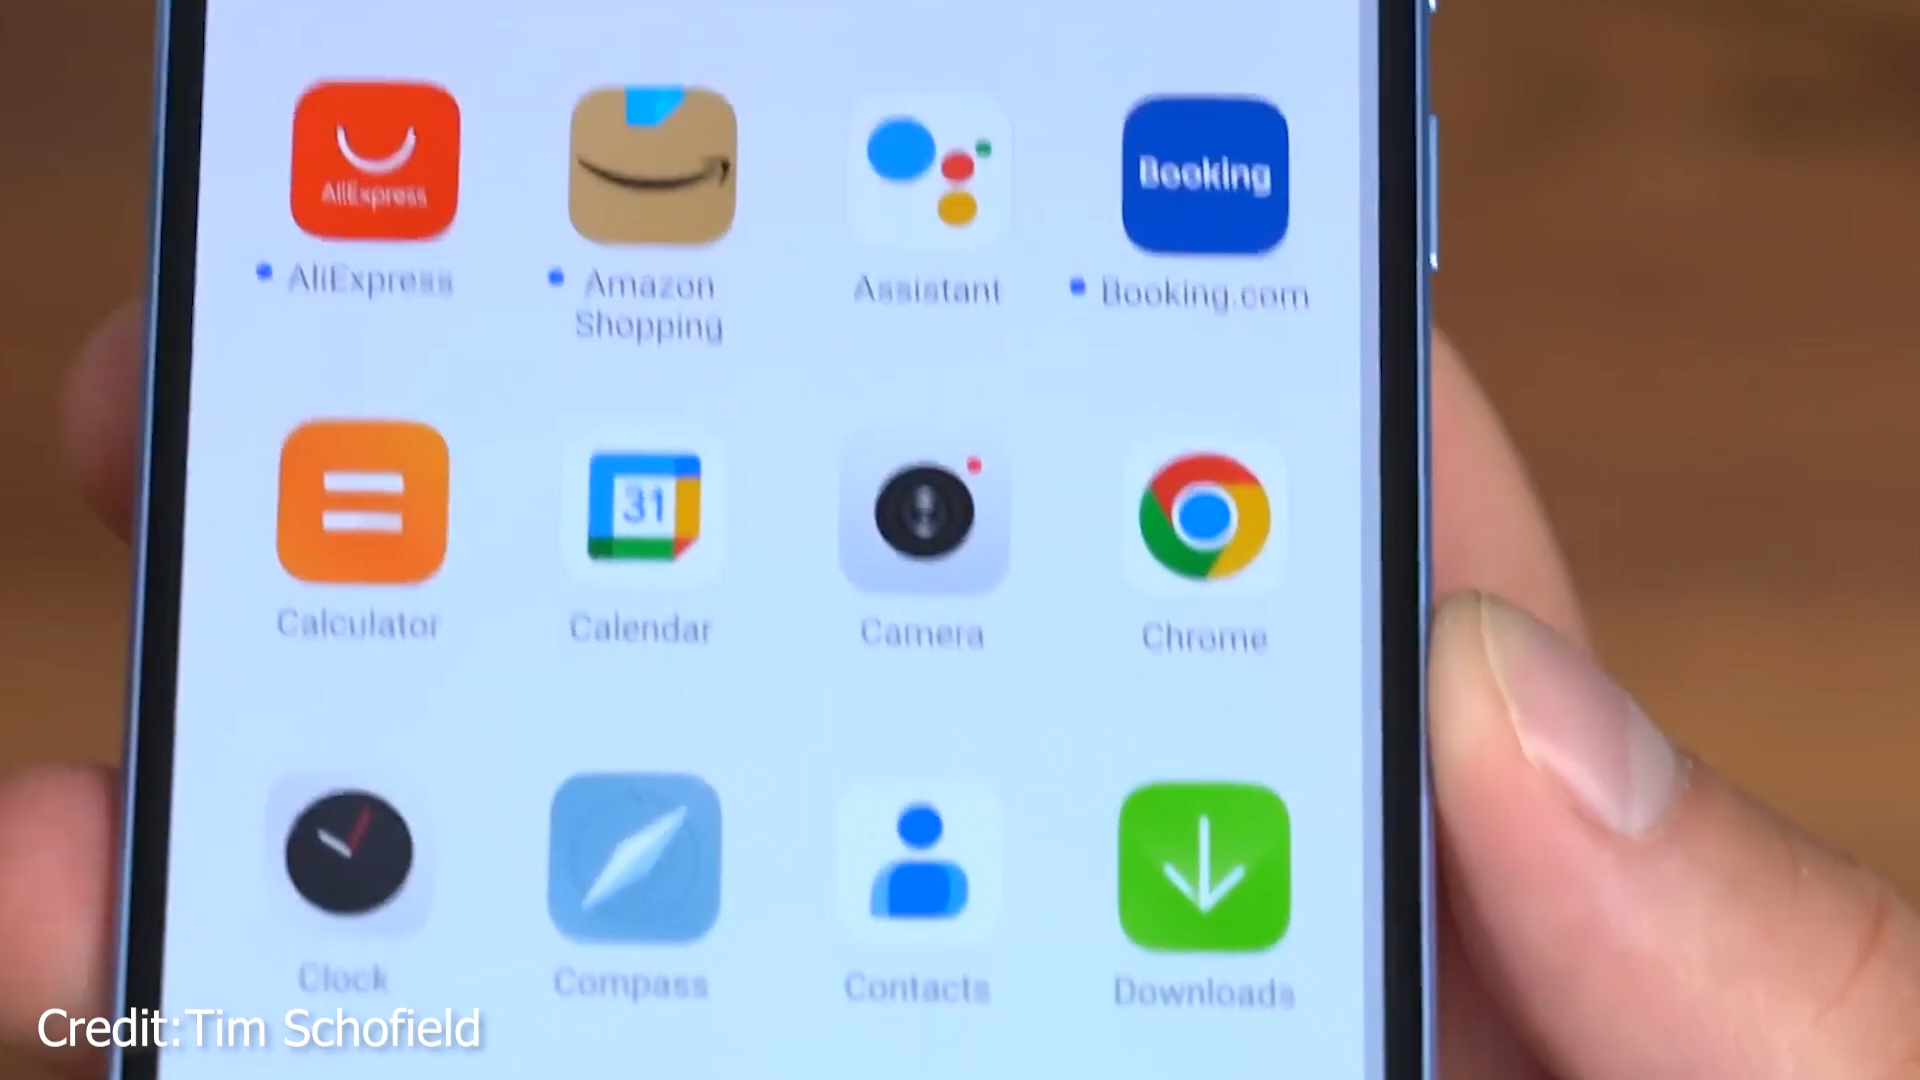 AliExpress
Booking
AliExpress
Amazon
Shopping
Assistant
Booking.com
31
Calculator
Calendar
Camera
Chrome
Clock
Compass
Contacts
Downloads
Credit:Tim Schofield